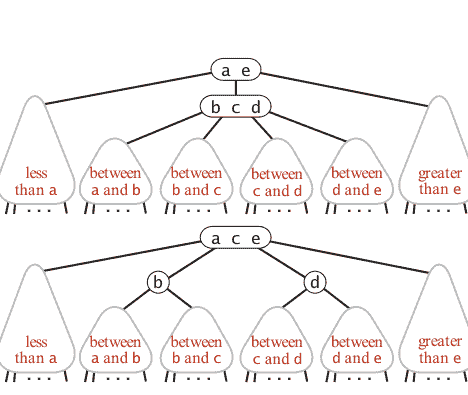 a e
b c d
less than a
between a and b
between b and c
between c and d
between d and e
greater than e
. . .
. . .
. . .
. . .
. . .
. . .
a c e
b
d
less than a
between a and b
between b and c
between c and d
between d and e
greater than e
. . .
. . .
. . .
. . .
. . .
. . .